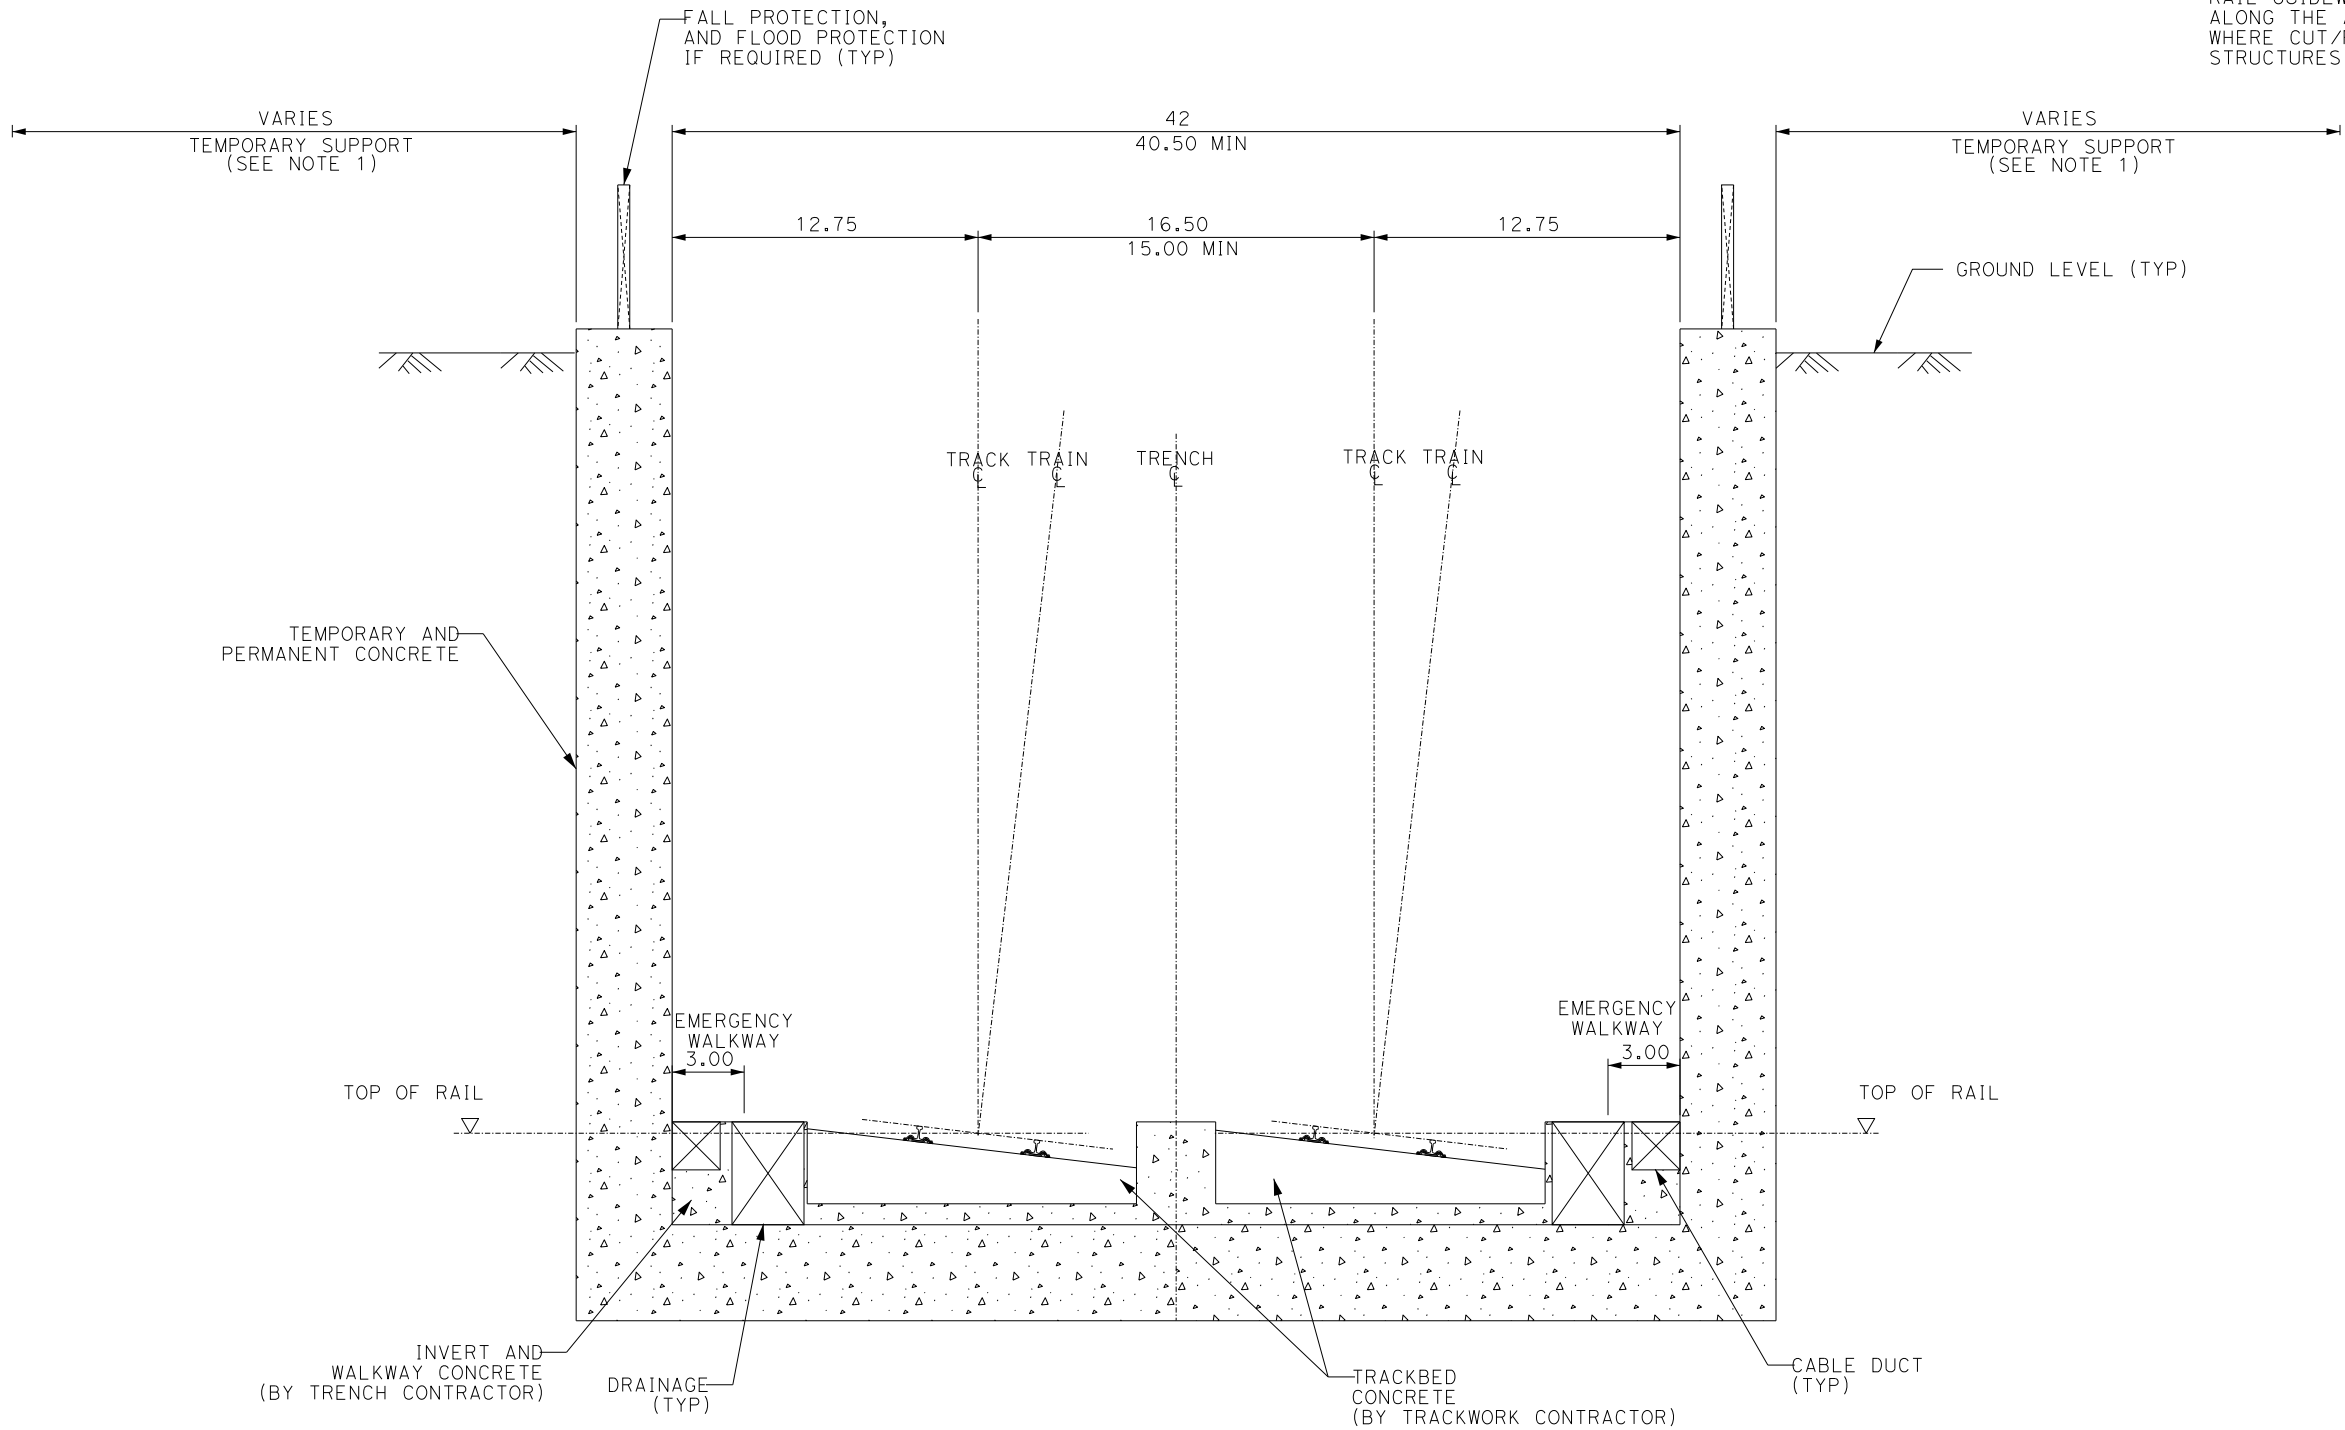 FALL PROTECTION,
AND FLOOD PROTECTION
IF REQUIRED (TYP)
ALONG THE
WHERE
STRUCTURES
VARIES
TEMPORARY SUPPORT
(SEE NOTE 1)
42
40.50 MIN
VARIES
TEMPORARY SUPPORT
(SEE NOTE 1)
12.75
16.50
15.00 MIN
12.75
GROUND LEVEL (TYP)
TRACK
TRAIN
TRENCH
TRACK
TRAIN
TEMPORARY AND
PERMANENT CONCRETE
EMERGENCY
WALKWAY
3.00
EMERGENCY
WALKWAY
3.00
TOP OF RAIL
TOP OF RAIL
INVERT AND
WALKWAY CONCRETE
(BY TRENCH CONTRACTOR)
DRAINAGE
(TYP)
TRACKBED
CONCRETE
(BY TRACKWORK CONTRACTOR)
CABLE DUCT
(TYP)